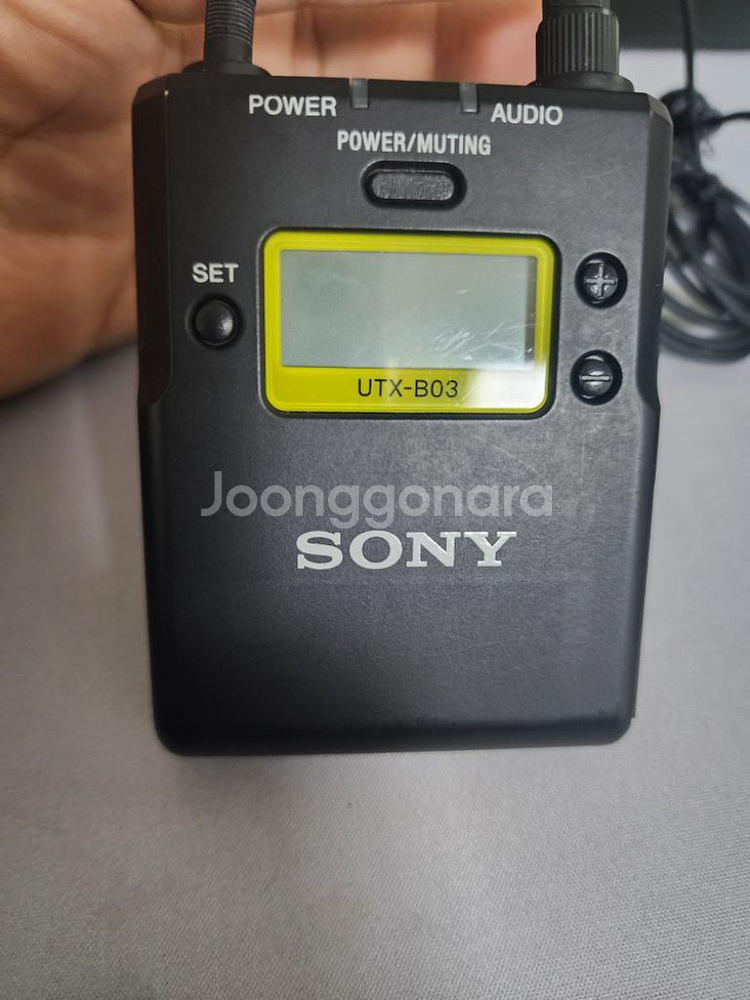 POWER
AUDIO
POWER/MUTING
SET
+
UTX-B03
−
Joonggonara
SONY